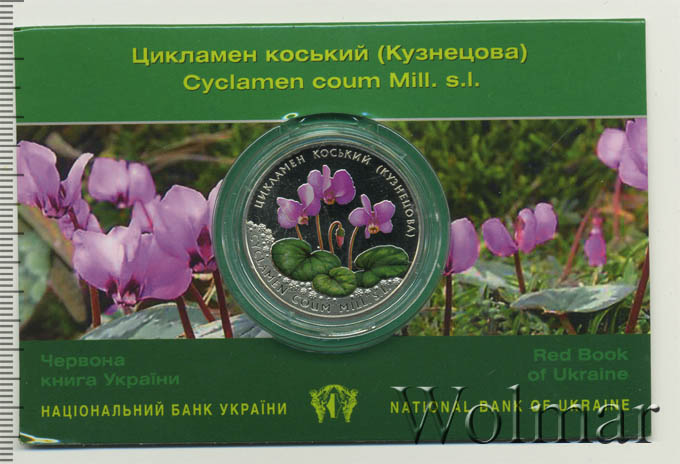 Цикламен коський (Кузнецова)
Cyclamen coum Mill. s.l.
ЦИКЛАМЕН КОСЬКИЙ (КУЗНЕЦОВА)
CYCLAMEN COUM MILL. S.L.
Червона
книга України
Red Book
of Ukraine
НАЦІОНАЛЬНИЙ БАНК УКРАЇНИ
NATIONAL BANK OF UKRAINE
Wolmar